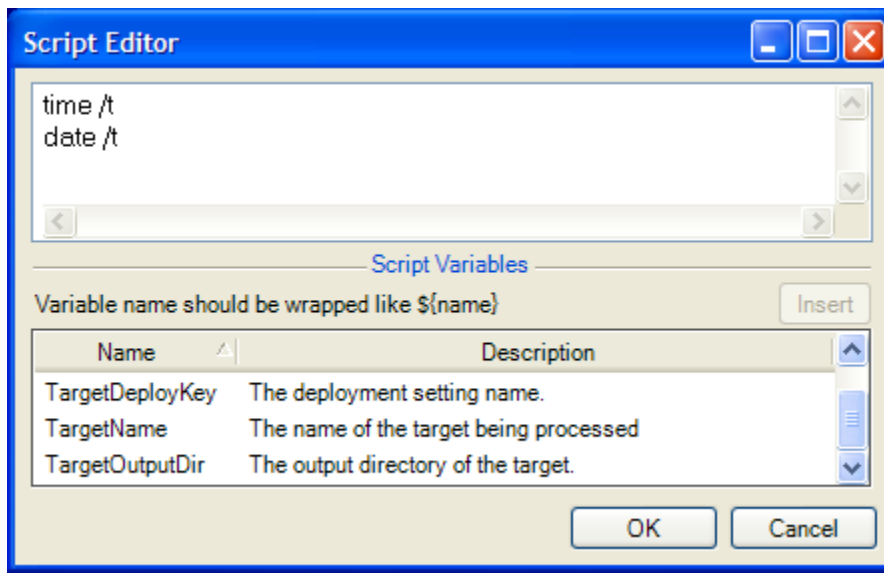 Script Editor
time /t
date /t
Script Variables
Variable name should be wrapped like ${name}
Insert
Name Description
TargetDeployKey The deployment setting name.
TargetName The name of the target being processed
TargetOutputDir The output directory of the target.
OK Cancel